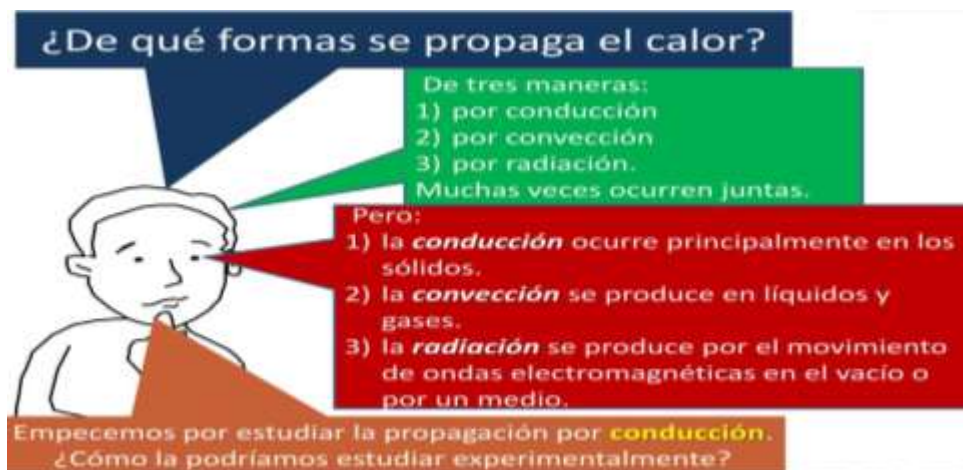 ¿De qué formas se propaga el calor?
De tres maneras:
1) por conducción
2) por convección
3) por radiación.
Muchas veces ocurren juntas.
Pero:
1) la conducción ocurre principalmente en los
sólidos.
2) la convección se produce en líquidos y
gases.
3) la radiación se produce por el movimiento
de ondas electromagnéticas en el vacío o
por un medio.
Empecemos por estudiar la propagación por conducción.
¿Cómo la podríamos estudiar experimentalmente?